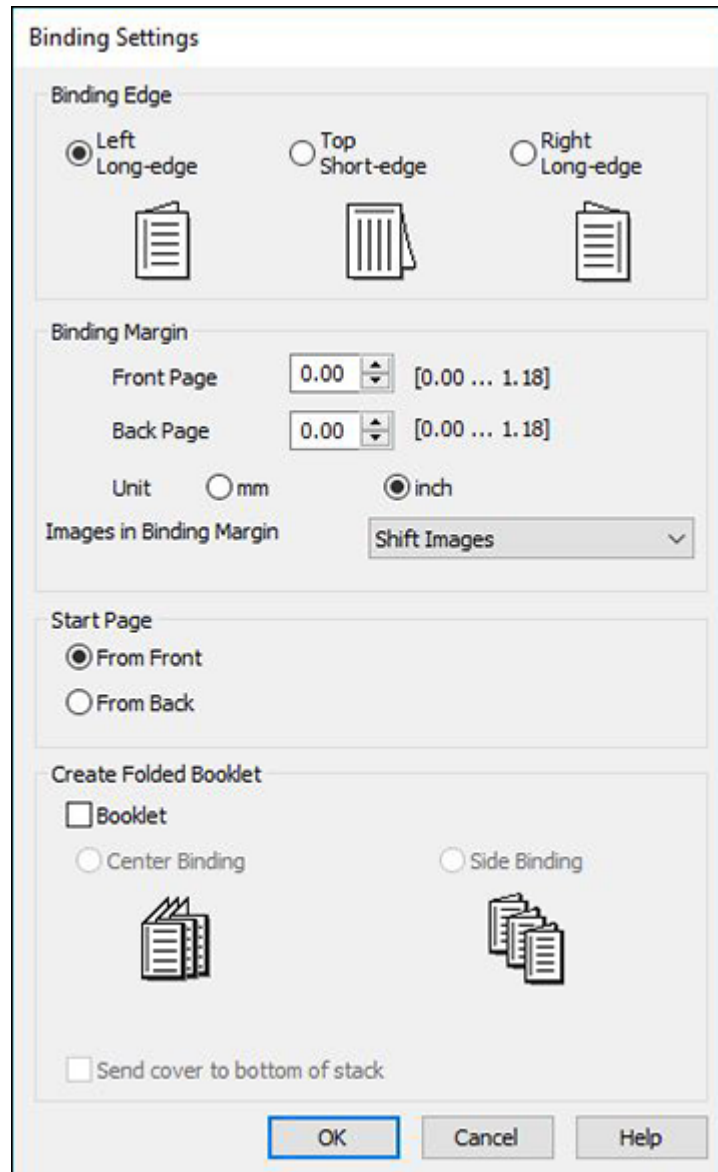 Binding Settings
Binding Edge
Left Long-edge
Top Short-edge
Right Long-edge
Binding Margin
Front Page 0.00 [0.00 ... 1.18]
Back Page 0.00 [0.00 ... 1.18]
Unit mm inch
Images in Binding Margin Shift Images
Start Page
From Front
From Back
Create Folded Booklet
Booklet
Center Binding Side Binding
Send cover to bottom of stack
OK Cancel Help